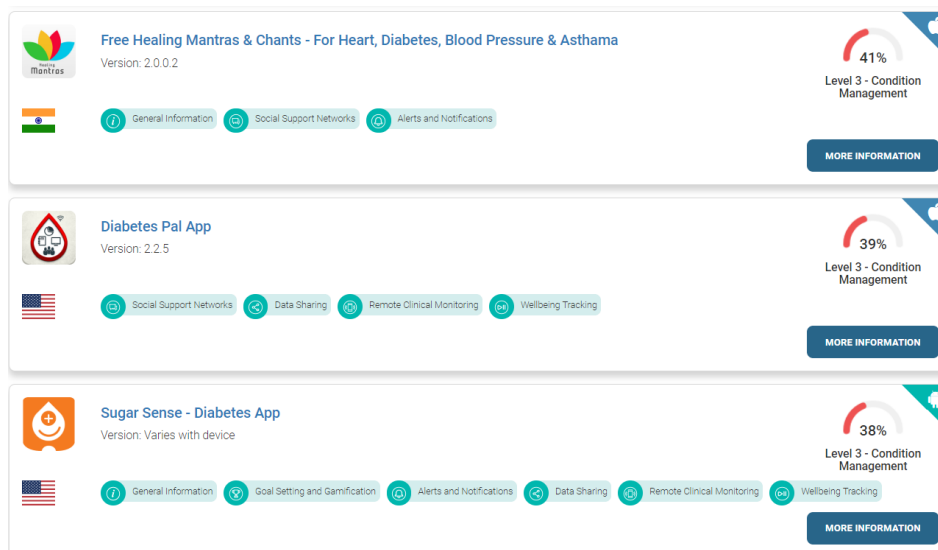 Free Healing Mantras & Chants - For Heart, Diabetes, Blood Pressure & Asthama
Version: 2.0.0.2
Healing
Mantras
41%
Level 3 - Condition
Management
General Information
Social Support Networks
Alerts and Notifications
MORE INFORMATION
Diabetes Pal App
Version: 2.2.5
39%
Level 3 - Condition
Management
Social Support Networks
Data Sharing
Remote Clinical Monitoring
Wellbeing Tracking
MORE INFORMATION
Sugar Sense - Diabetes App
Version: Varies with device
38%
Level 3 - Condition
Management
General Information
Goal Setting and Gamification
Alerts and Notifications
Data Sharing
Remote Clinical Monitoring
Wellbeing Tracking
MORE INFORMATION